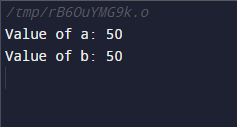 /tmp/rB6OuYMG9k.o
Value of a: 50
Value of b: 50